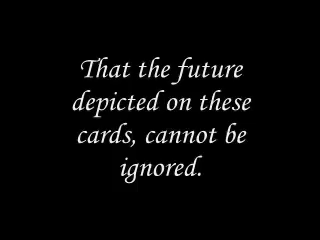 That the future
depicted on these
cards, cannot be
ignored.